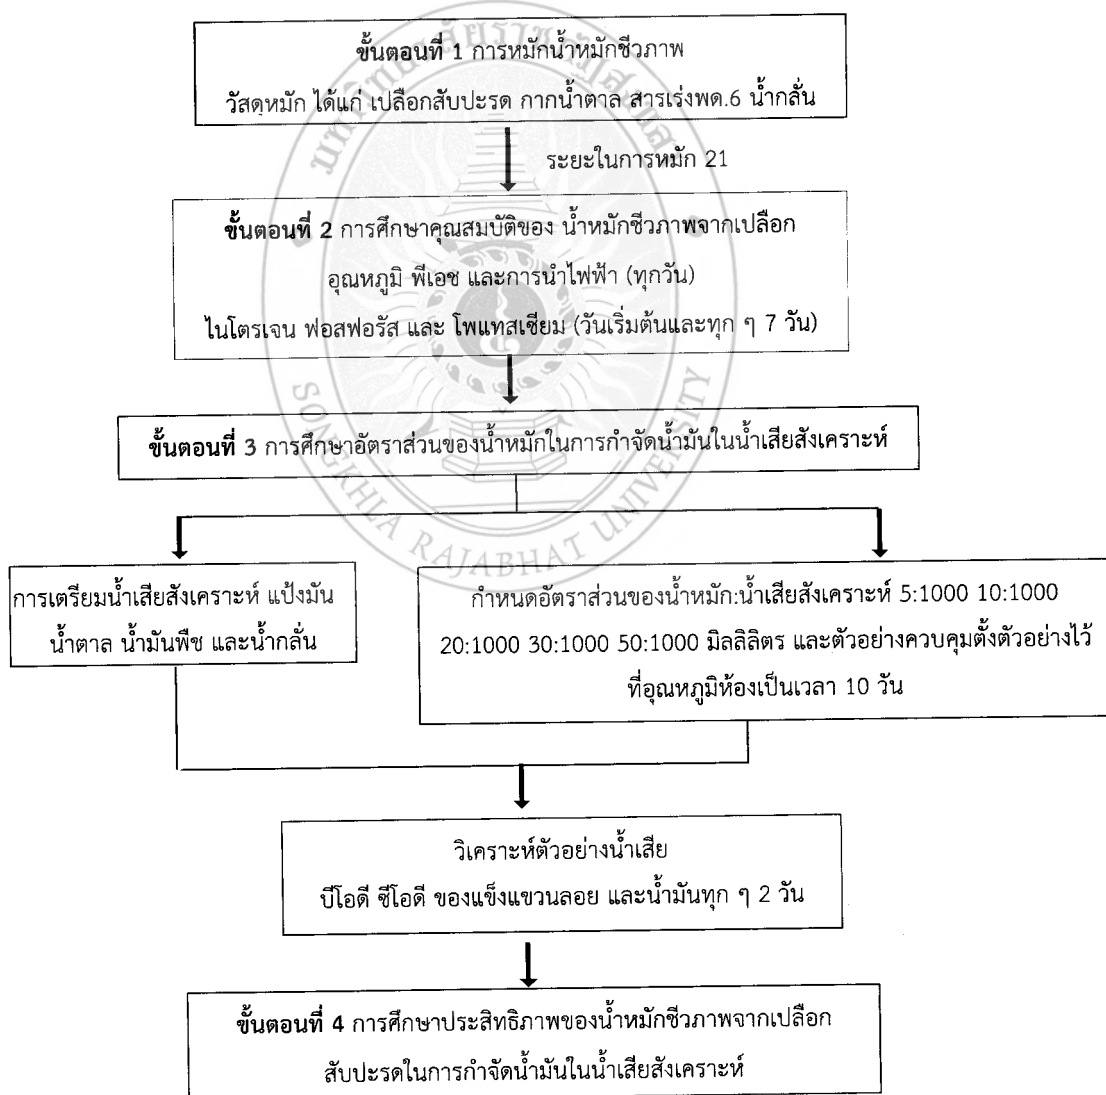 ขั้นตอนที่ 1 การหมักน้ำหมักชีวภาพ
วัสดุหมัก ได้แก่ เปลือกสับปะรด กากน้ำตาล สารเร่งพด.6 น้ำกลั่น
ระยะในการหมัก 21
ขั้นตอนที่ 2 การศึกษาคุณสมบัติของ น้ำหมักชีวภาพจากเปลือก
อุณหภูมิ พีเอช และการนำไฟฟ้า (ทุกวัน)
ไนโตรเจน ฟอสฟอรัส และ โพแทสเซียม (วันเริ่มต้นและทุก ๆ 7 วัน)
ขั้นตอนที่ 3 การศึกษาอัตราส่วนของน้ำหมักในการกำจัดน้ำมันในน้ำเสียสังเคราะห์
การเตรียมน้ำเสียสังเคราะห์ แป้งมัน
น้ำตาล น้ำมันพืช และน้ำกลั่น
กำหนดอัตราส่วนของน้ำหมัก:น้ำเสียสังเคราะห์ 5:1000 10:1000
20:1000 30:1000 50:1000 มิลลิลิตร และตัวอย่างควบคุมตั้งตัวอย่างไว้
ที่อุณหภูมิห้องเป็นเวลา 10 วัน
วิเคราะห์ตัวอย่างน้ำเสีย
บีโอดี ซีโอดี ของแข็งแขวนลอย และน้ำมันทุก ๆ 2 วัน
ขั้นตอนที่ 4 การศึกษาประสิทธิภาพของน้ำหมักชีวภาพจากเปลือก
สับปะรดในการกำจัดน้ำมันในน้ำเสียสังเคราะห์
SONGKHLA RAJABHAT UNIVERSITY